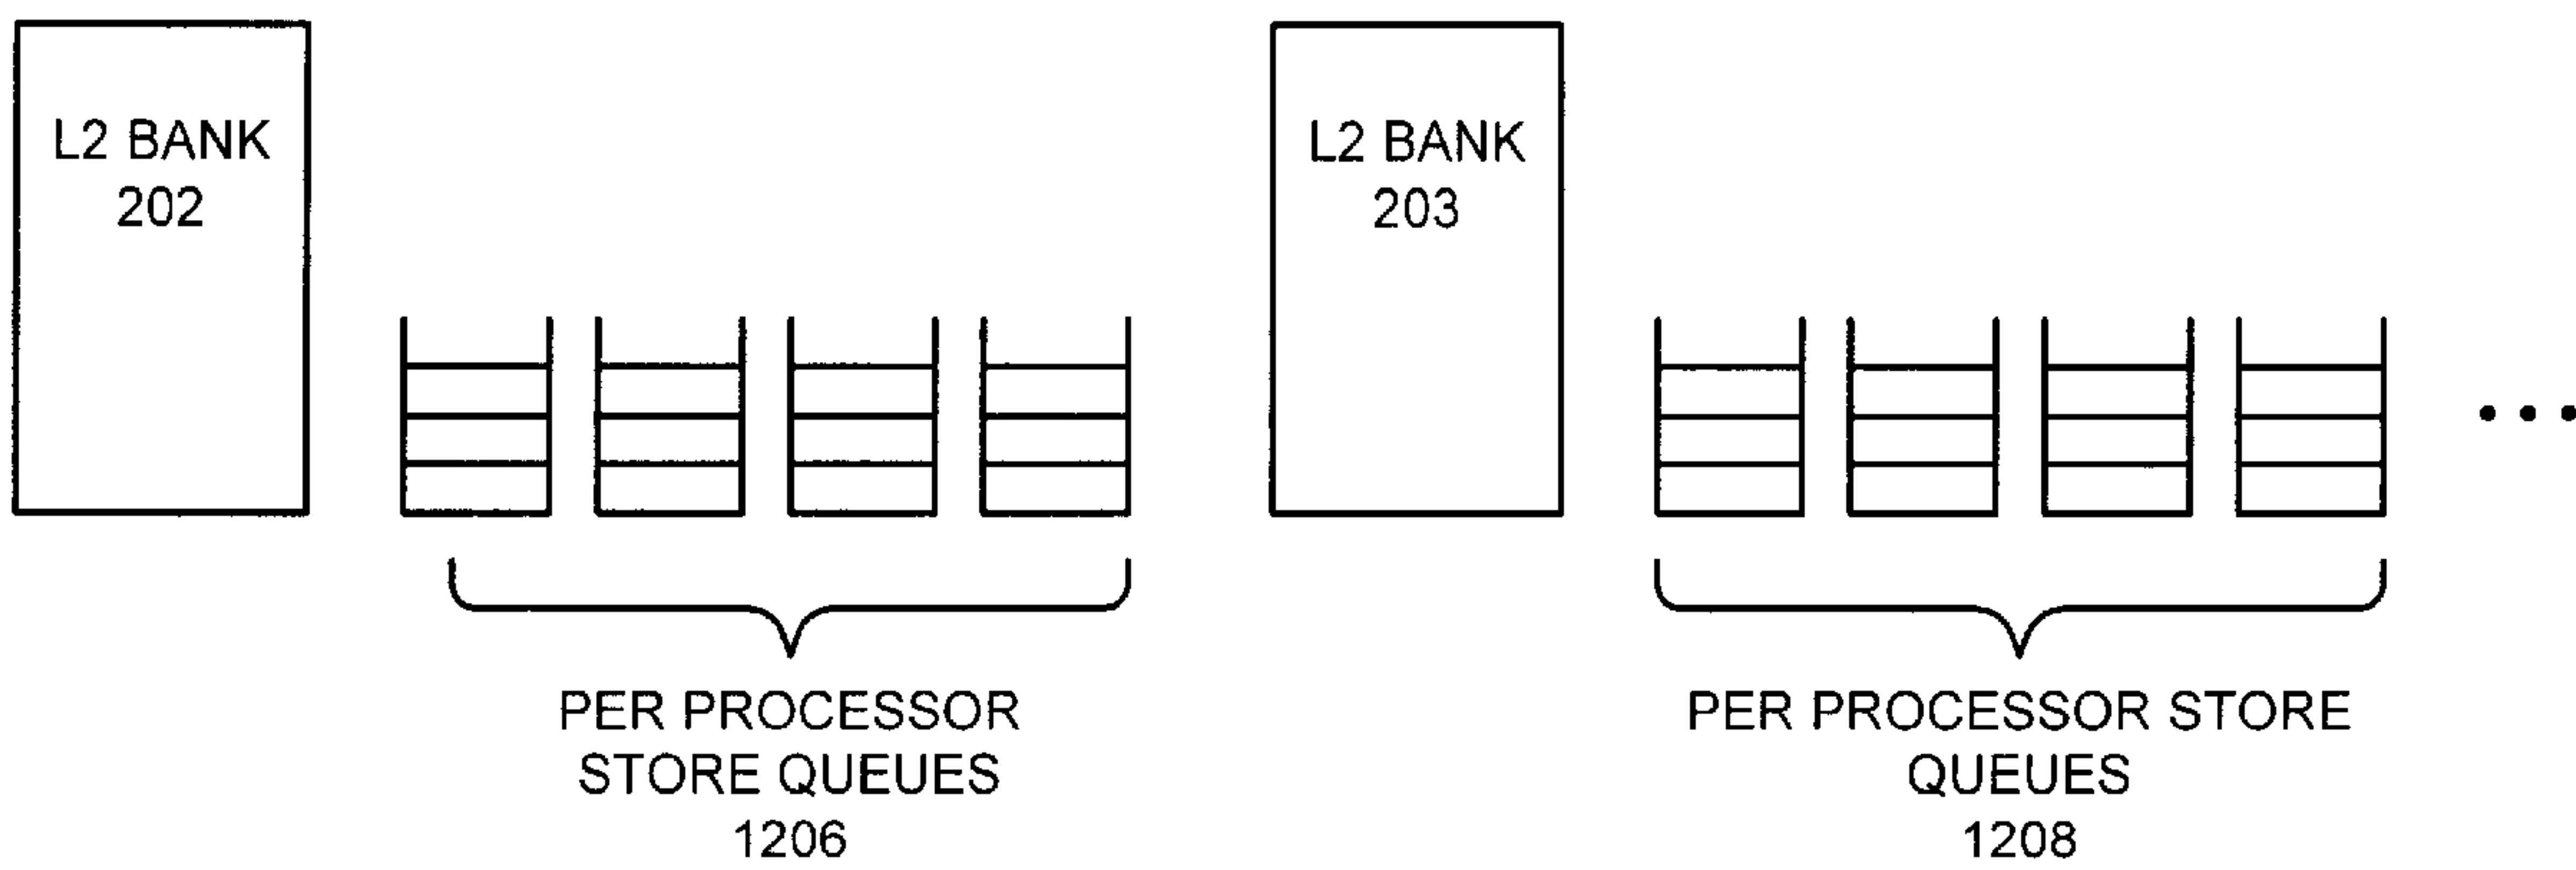 L2 BANK
202
L2 BANK
203
PER PROCESSOR
STORE QUEUES
1206
PER PROCESSOR STORE
QUEUES
1208